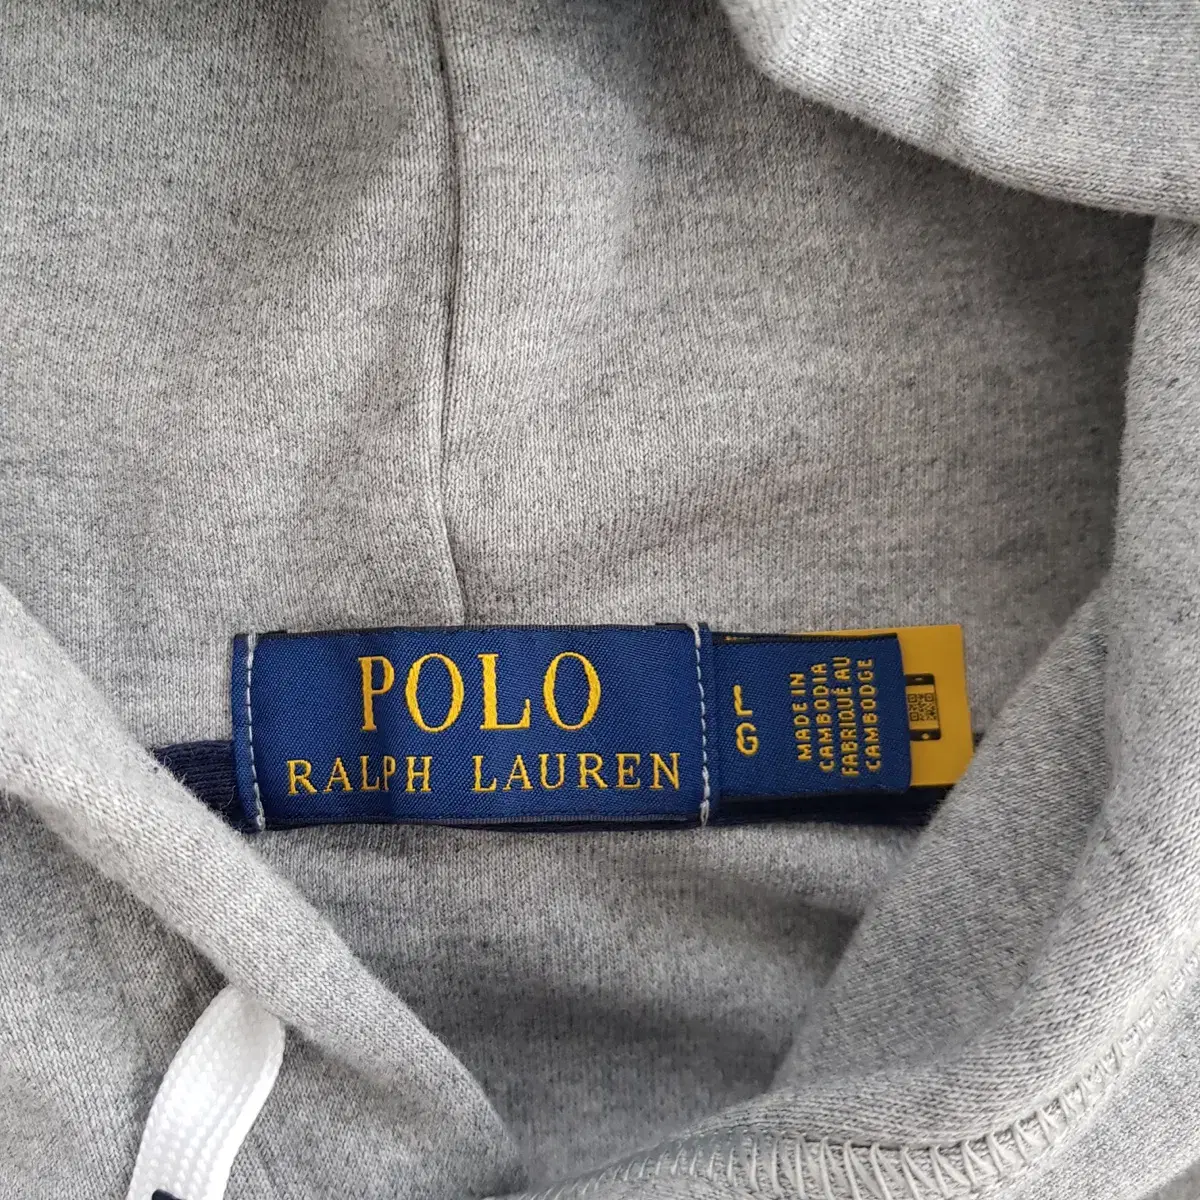 POLO
RALPH LAUREN
L
G
MADE IN
CAMBODIA
FABRIQUÉ AU
CAMBODGE